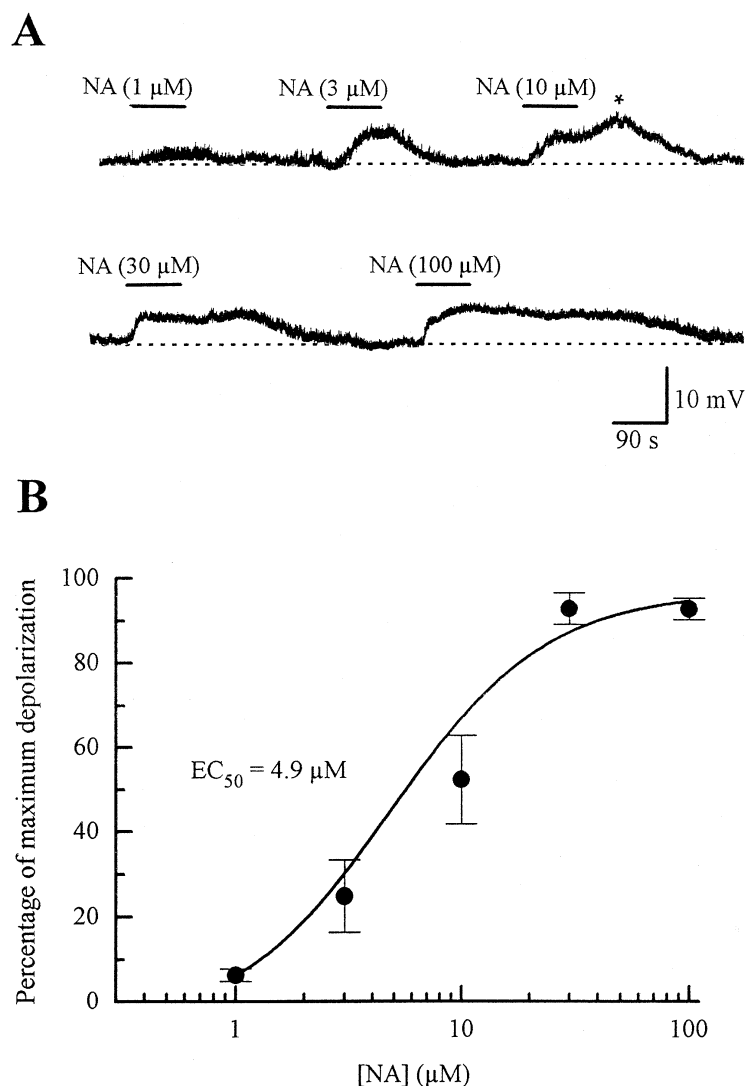 A
NA (1 µM) NA (3 µM) NA (10 µM)
*
NA (30 µM) NA (100 µM)
10 mV
90 s
B
Percentage of maximum depolarization
100
80
60
40
20
0
EC50 = 4.9 µM
1 10 100
[NA] (µM)